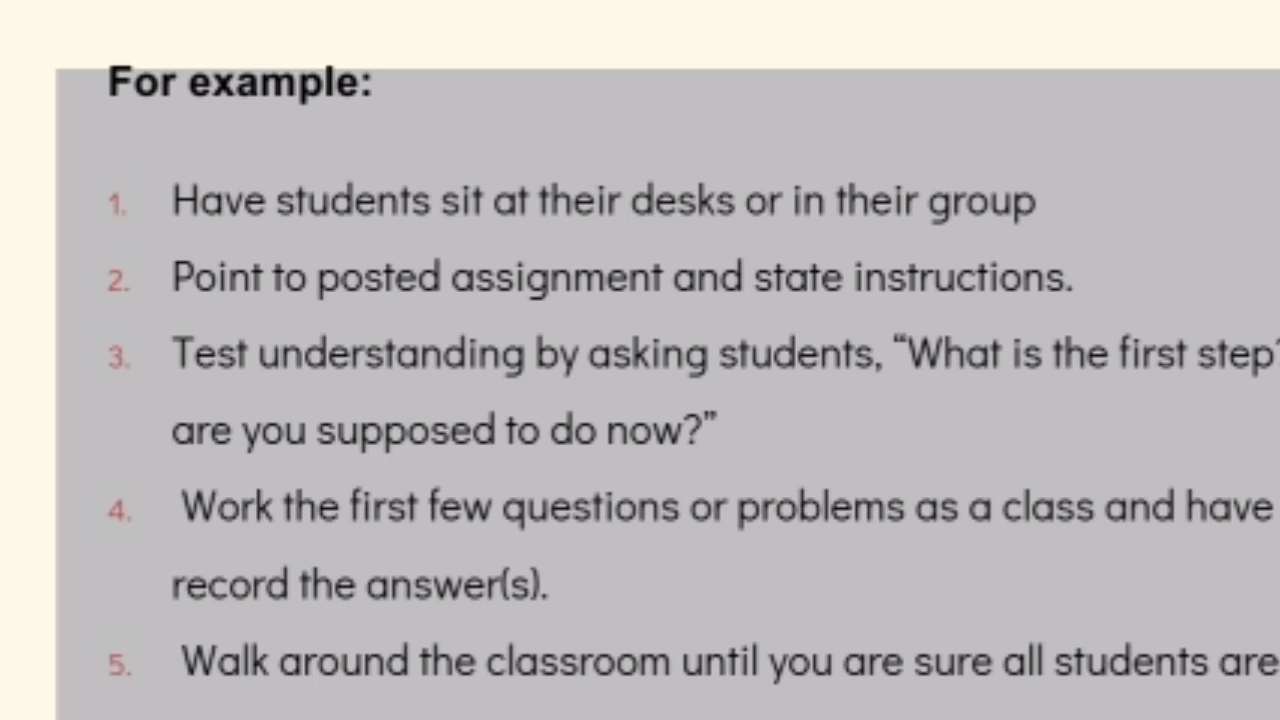 For example:
1. Have students sit at their desks or in their group
2. Point to posted assignment and state instructions.
3. Test understanding by asking students, “What is the first step?
are you supposed to do now?”
4. Work the first few questions or problems as a class and have
record the answer(s).
5. Walk around the classroom until you are sure all students are